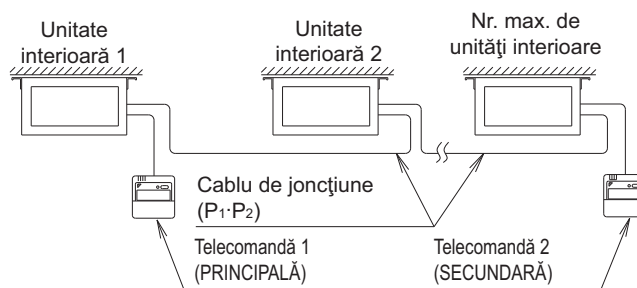 Unitate
interioară 1
Unitate
interioară 2
Nr. max. de
unităţi interioare
Cablu de joncţiune
(P1·P2)
Telecomandă 1
(PRINCIPALĂ)
Telecomandă 2
(SECUNDARĂ)